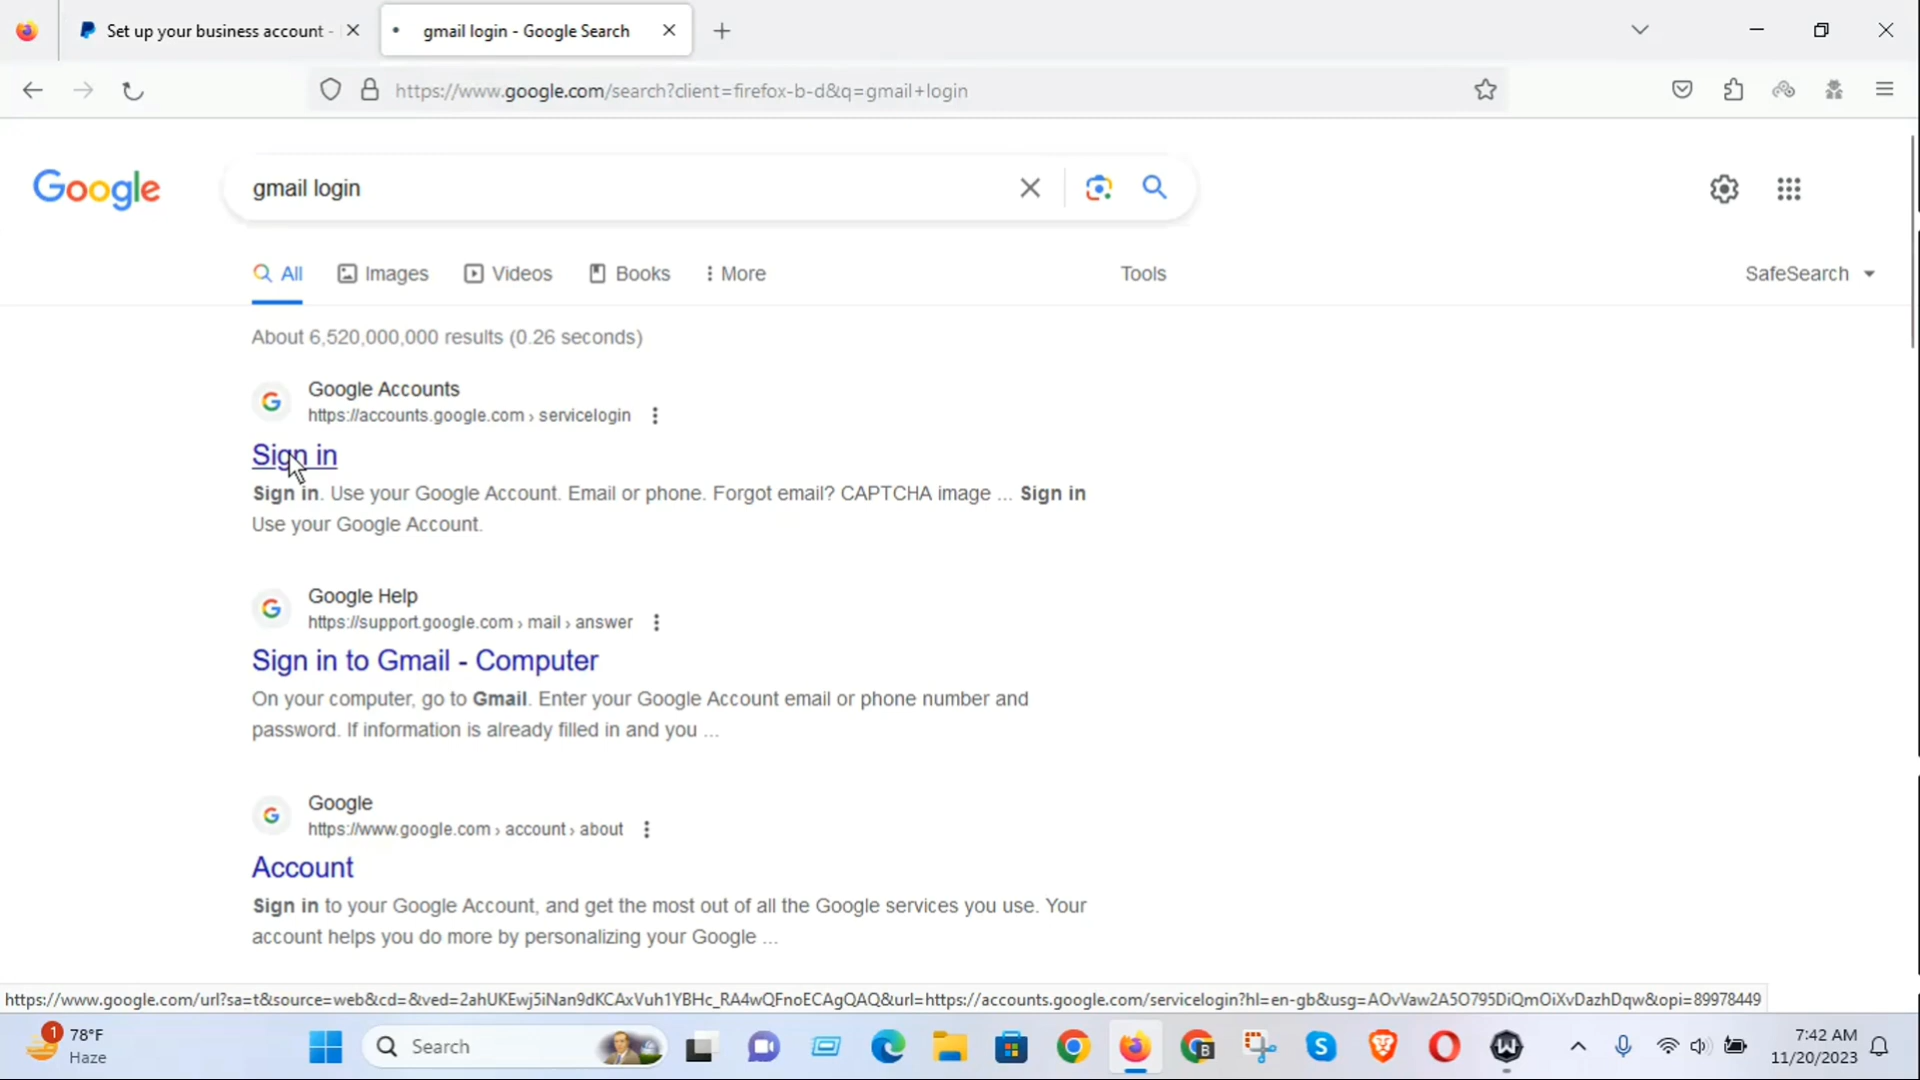 Set up your business account -
gmail login - Google Search
https://www.google.com/search?client=firefox-b-d&q=gmail+login
Google
gmail login
All
Images
Videos
Books
More
Tools
SafeSearch
About 6,520,000,000 results (0.26 seconds)
Google Accounts
https://accounts.google.com › servicelogin
Sign in
Sign in. Use your Google Account. Email or phone. Forgot email? CAPTCHA image ... Sign in
Use your Google Account.
Google Help
https://support.google.com › mail › answer
Sign in to Gmail - Computer
On your computer, go to Gmail. Enter your Google Account email or phone number and
password. If information is already filled in and you ...
Google
https://www.google.com › account › about
Account
Sign in to your Google Account, and get the most out of all the Google services you use. Your
account helps you do more by personalizing your Google ...
https://www.google.com/url?sa=t&source=web&cd=&ved=2ahUKEwj5iNan9dKCAxVuh1YBHc_RA4wQFnoECAgQAQ&url=https://accounts.google.com/servicelogin?hl=en-gb&usg=AOvVaw2A5O795DiQmOiXvDazhDqw&opi=89978449
1
78°F
Haze
Search
7:42 AM
11/20/2023